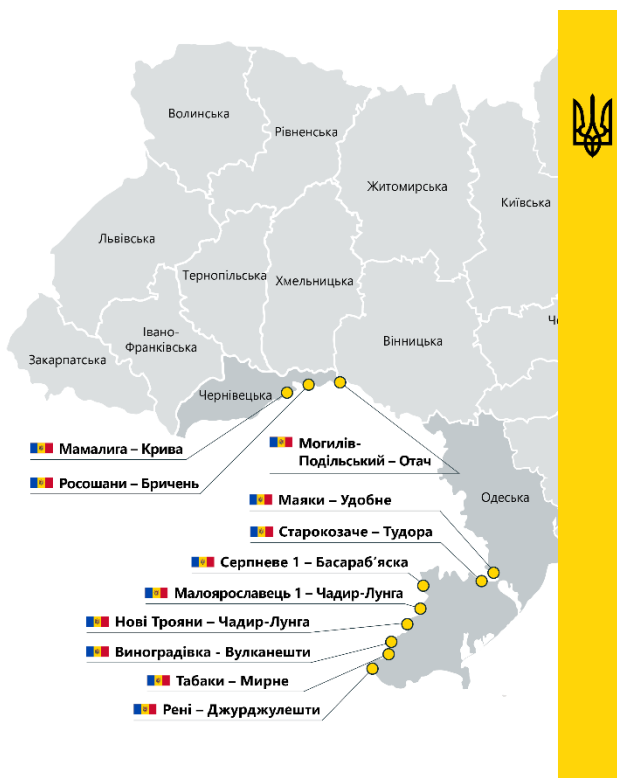 Волинська
Рівненська
Житомирська
Київська
Львівська
Тернопільська
Хмельницька
Івано-
Франківська
Вінницька
Закарпатська
Чернівецька
Мамалига – Крива
Могилів-
Подільський – Отач
Росошани – Бричень
Маяки – Удобне
Одеська
Старокозаче – Тудора
Серпневе 1 – Басараб’яска
Малоярославець 1 – Чадир-Лунга
Нові Трояни – Чадир-Лунга
Виноградівка - Вулканешти
Табаки – Мирне
Рені – Джурджулешти